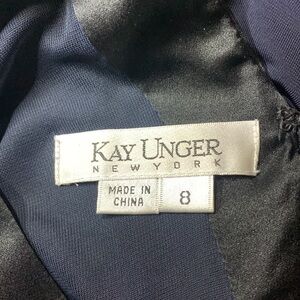 KAY UNGER
NEW YORK
MADE IN
CHINA
8